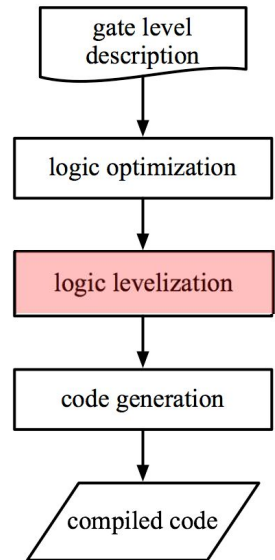 gate level
description
logic optimization
logic levelization
code generation
compiled code